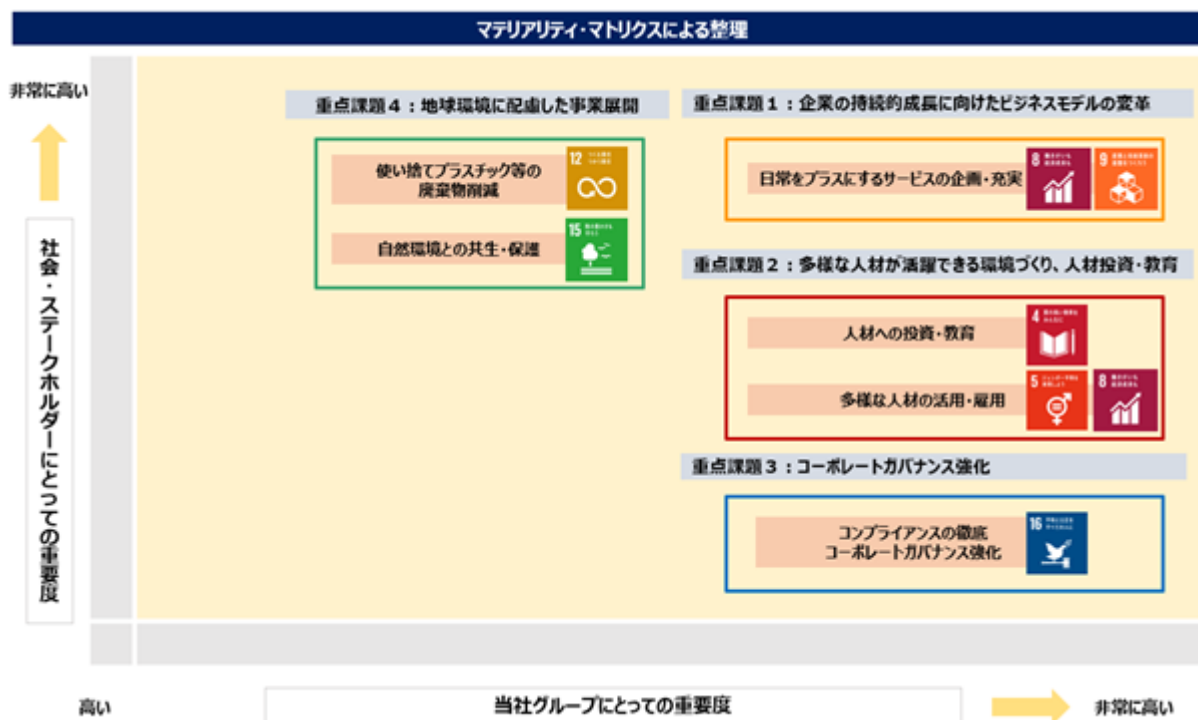 マテリアリティ・マトリクスによる整理
非常に高い
社会・ステークホルダーにとっての重要度
重点課題4：地球環境に配慮した事業展開
使い捨てプラスチック等の
廃棄物削減
12
自然環境との共生・保護
15
重点課題1：企業の持続的成長に向けたビジネスモデルの変革
日常をプラスにするサービスの企画・充実
8
9
重点課題2：多様な人材が活躍できる環境づくり、人材投資・教育
人材への投資・教育
4
多様な人材の活用・雇用
5
8
重点課題3：コーポレートガバナンス強化
コンプライアンスの徹底
コーポレートガバナンス強化
16
高い
当社グループにとっての重要度
非常に高い